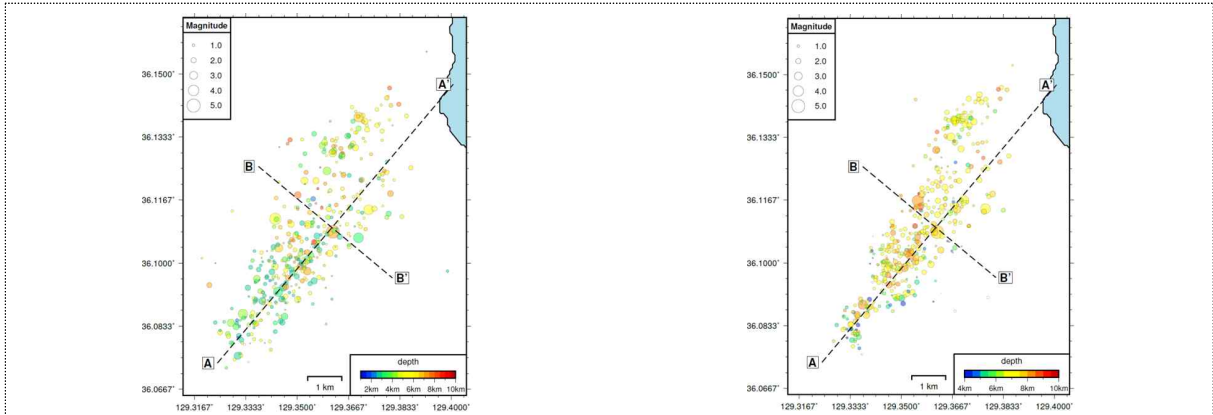 Magnitude
1.0
2.0
3.0
4.0
5.0
36.1500˚
36.1333˚
36.1167˚
36.1000˚
36.0833˚
36.0667˚
A'
B
B'
A
depth
2km 4km 6km 8km 10km
1 km
129.3167˚ 129.3333˚ 129.3500˚ 129.3667˚ 129.3833˚ 129.4000˚
Magnitude
1.0
2.0
3.0
4.0
5.0
36.1500˚
36.1333˚
36.1167˚
36.1000˚
36.0833˚
36.0667˚
A'
B
B'
A
depth
4km 6km 8km 10km
1 km
129.3167˚ 129.3333˚ 129.3500˚ 129.3667˚ 129.3833˚ 129.4000˚